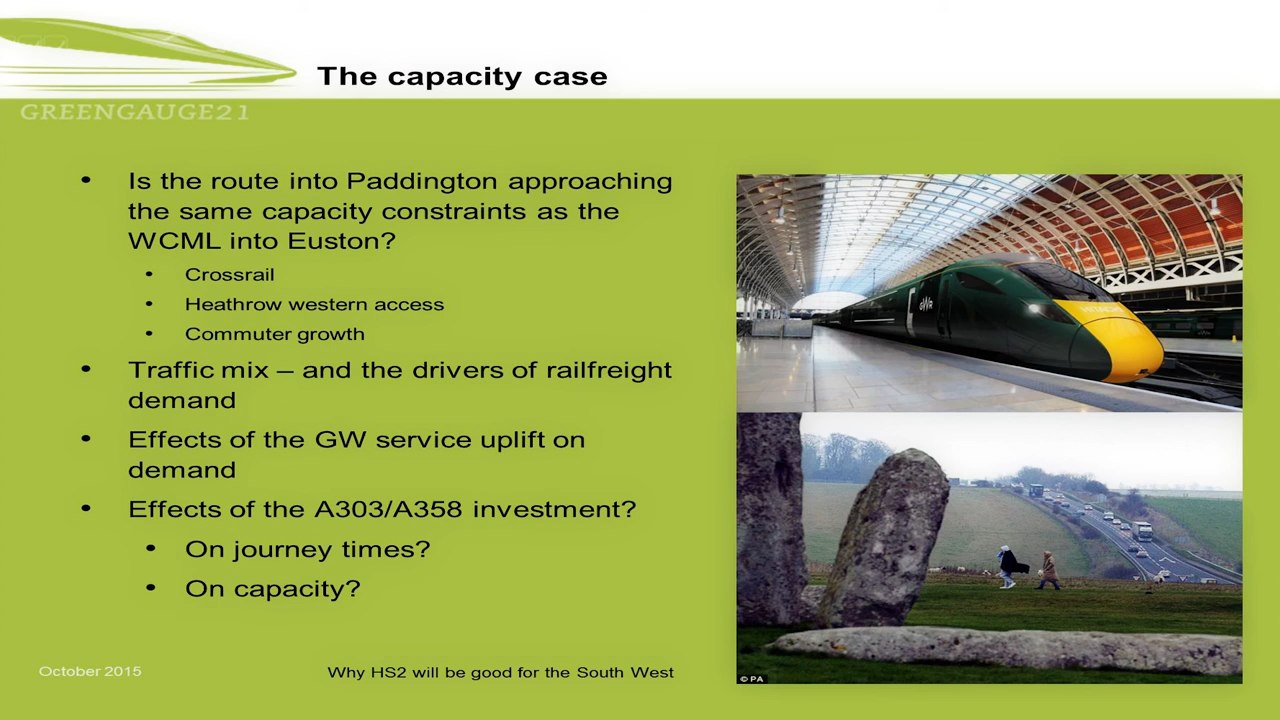 The capacity case
GREENGAUGE21
• Is the route into Paddington approaching
the same capacity constraints as the
WCML into Euston?
• Crossrail
• Heathrow western access
• Commuter growth
• Traffic mix – and the drivers of railfreight
demand
• Effects of the GW service uplift on
demand
• Effects of the A303/A358 investment?
• On journey times?
• On capacity?
GWR
HITACHI
© PA
October 2015
Why HS2 will be good for the South West